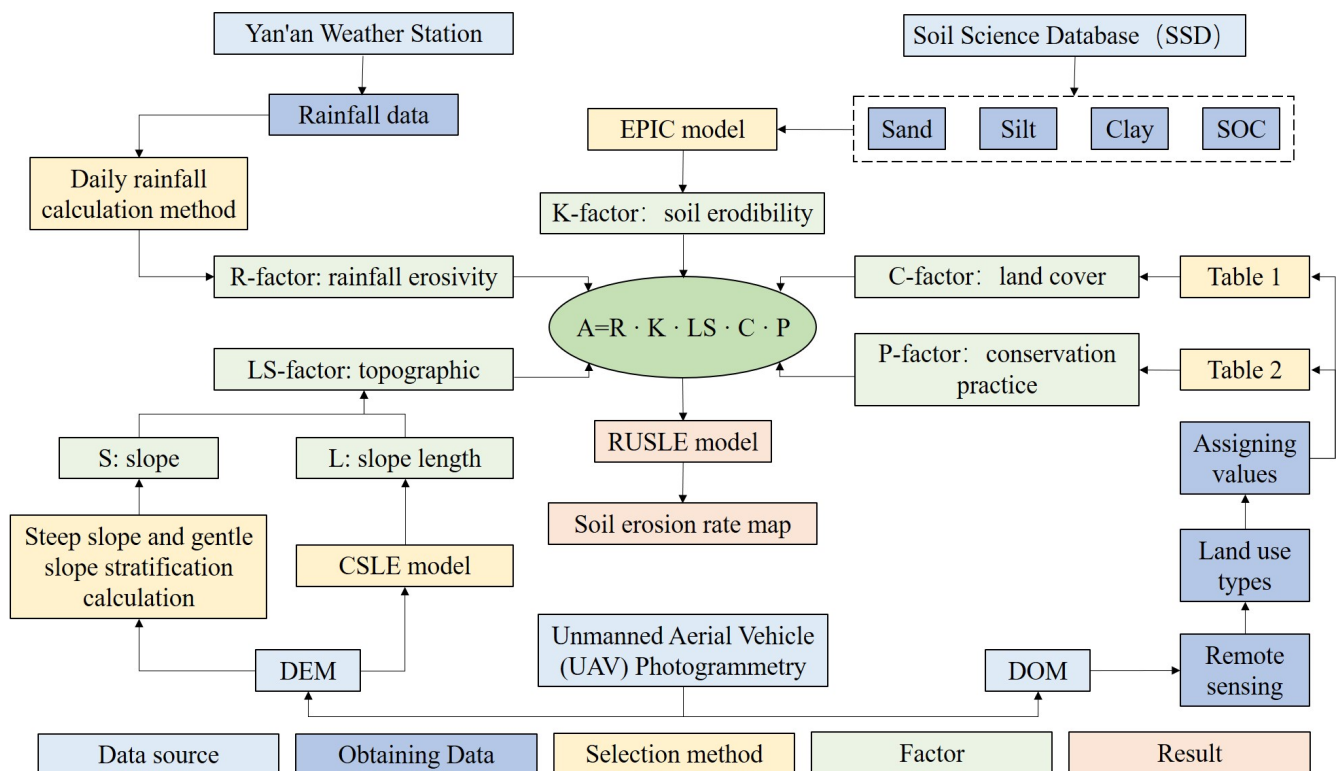 Yan'an Weather Station
Soil Science Database（SSD）
Rainfall data
EPIC model
Sand
Silt
Clay
SOC
Daily rainfall
calculation method
K-factor：soil erodibility
R-factor: rainfall erosivity
C-factor：land cover
Table 1
A=R · K · LS · C · P
LS-factor: topographic
P-factor：conservation
practice
Table 2
S: slope
L: slope length
RUSLE model
Assigning
values
Steep slope and gentle
slope stratification
calculation
CSLE model
Soil erosion rate map
Land use
types
Unmanned Aerial Vehicle
(UAV) Photogrammetry
DEM
DOM
Remote
sensing
Data source
Obtaining Data
Selection method
Factor
Result